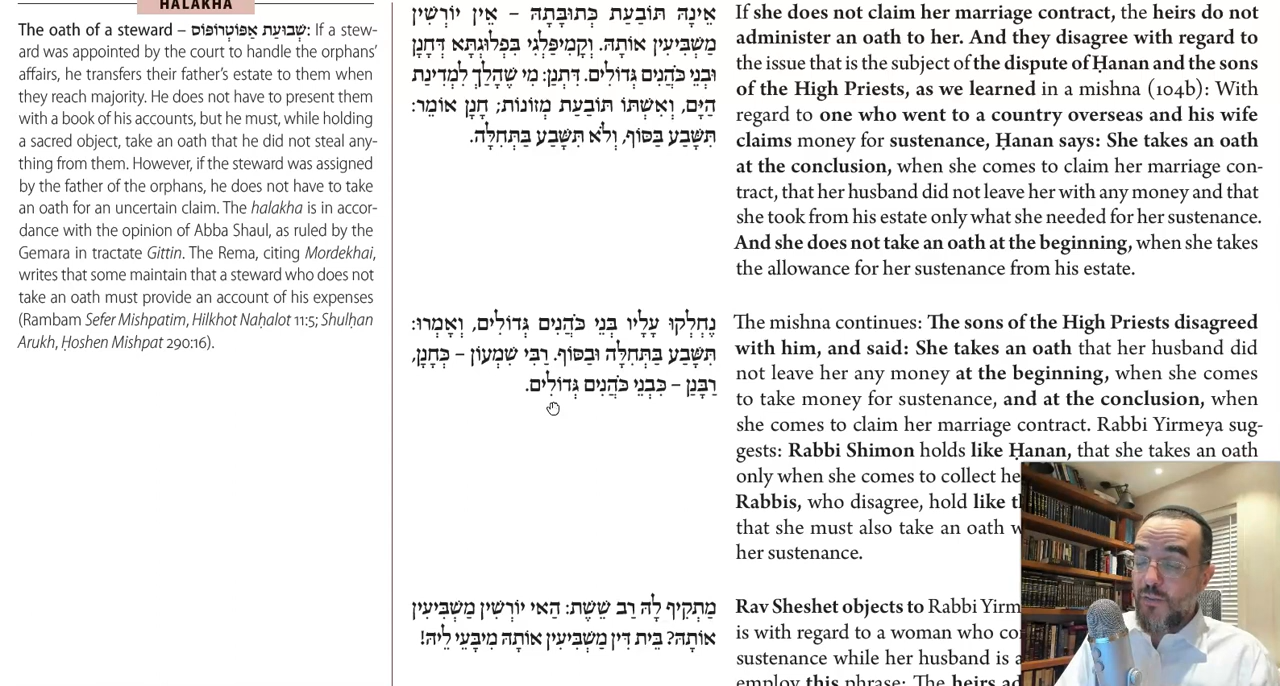 HALAKHA
The oath of a steward – שְׁבוּעַת אַפּוֹטְרוֹפּוֹס: If a stew-
ard was appointed by the court to handle the orphans'
affairs, he transfers their father's estate to them when
they reach majority. He does not have to present them
with a book of his accounts, but he must, while holding
a sacred object, take an oath that he did not steal any-
thing from them. However, if the steward was assigned
by the father of the orphans, he does not have to take
an oath for an uncertain claim. The halakha is in accor-
dance with the opinion of Abba Shaul, as ruled by the
Gemara in tractate Gittin. The Rema, citing Mordekhai,
writes that some maintain that a steward who does not
take an oath must provide an account of his expenses
(Rambam Sefer Mishpatim, Hilkhot Naḥalot 11:5; Shulḥan
Arukh, Ḥoshen Mishpat 290:16).
אֵינָהּ תּוֹבַעַת כְּתוּבָּתָהּ – אֵין יוֹרְשִׁין
מַשְׁבִּיעִין אוֹתָהּ. וְקָמִיפַּלְגִי בִּפְלוּגְתָּא דְּחָנָן
וּבְנֵי כֹּהֲנִים גְּדוֹלִים. דִּתְנַן: מִי שֶׁהָלַךְ לִמְדִינַת
הַיָּם, וְאִשְׁתּוֹ תּוֹבַעַת מְזוֹנוֹת; חָנָן אוֹמֵר:
תִּשָּׁבַע בַּסּוֹף, וְלֹא תִּשָּׁבַע בַּתְּחִלָּה.
נֶחְלְקוּ עָלָיו בְּנֵי כֹּהֲנִים גְּדוֹלִים, וְאָמְרוּ:
תִּשָּׁבַע בַּתְּחִלָּה וּבַסּוֹף. רַבִּי שִׁמְעוֹן – כְּחָנָן,
רַבָּנַן – כִּבְנֵי כֹּהֲנִים גְּדוֹלִים.
מַתְקִיף לָהּ רַב שֵׁשֶׁת: הַאי יוֹרְשִׁין מַשְׁבִּיעִין
אוֹתָהּ? בֵּית דִּין מַשְׁבִּיעִין אוֹתָהּ מִיבָּעֵי לֵיהּ!
If she does not claim her marriage contract, the heirs do not
administer an oath to her. And they disagree with regard to
the issue that is the subject of the dispute of Ḥanan and the sons
of the High Priests, as we learned in a mishna (104b): With
regard to one who went to a country overseas and his wife
claims money for sustenance, Ḥanan says: She takes an oath
at the conclusion, when she comes to claim her marriage con-
tract, that her husband did not leave her with any money and that
she took from his estate only what she needed for her sustenance.
And she does not take an oath at the beginning, when she takes
the allowance for her sustenance from his estate.
The mishna continues: The sons of the High Priests disagreed
with him, and said: She takes an oath that her husband did
not leave her any money at the beginning, when she comes
to take money for sustenance, and at the conclusion, when
she comes to claim her marriage contract. Rabbi Yirmeya sug-
gests: Rabbi Shimon holds like Ḥanan, that she takes an oath
only when she comes to collect
Rabbis, who disagree, hold like
that she must also take an oath
her sustenance.
Rav Sheshet objects to Rabbi
is with regard to a woman who
sustenance while her husband is
employ this phrase: The heirs